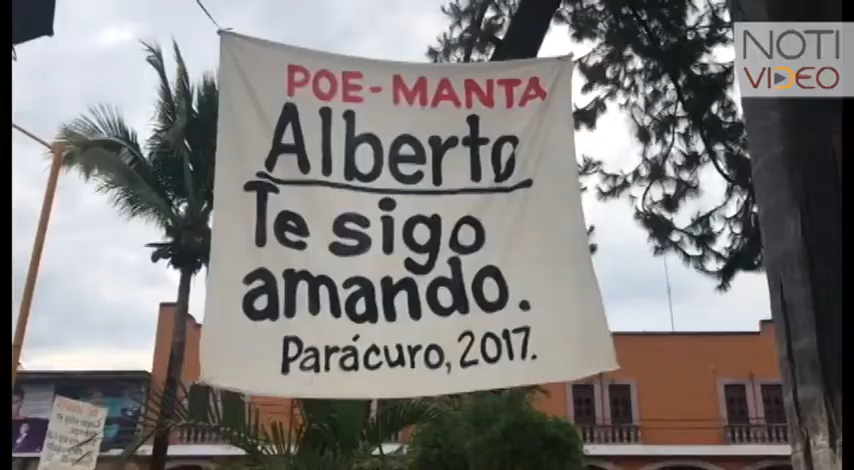 NOTI
VIDEO
POE-MANTA
Alberto
Te sigo
amando.
Parácuro, 2017.